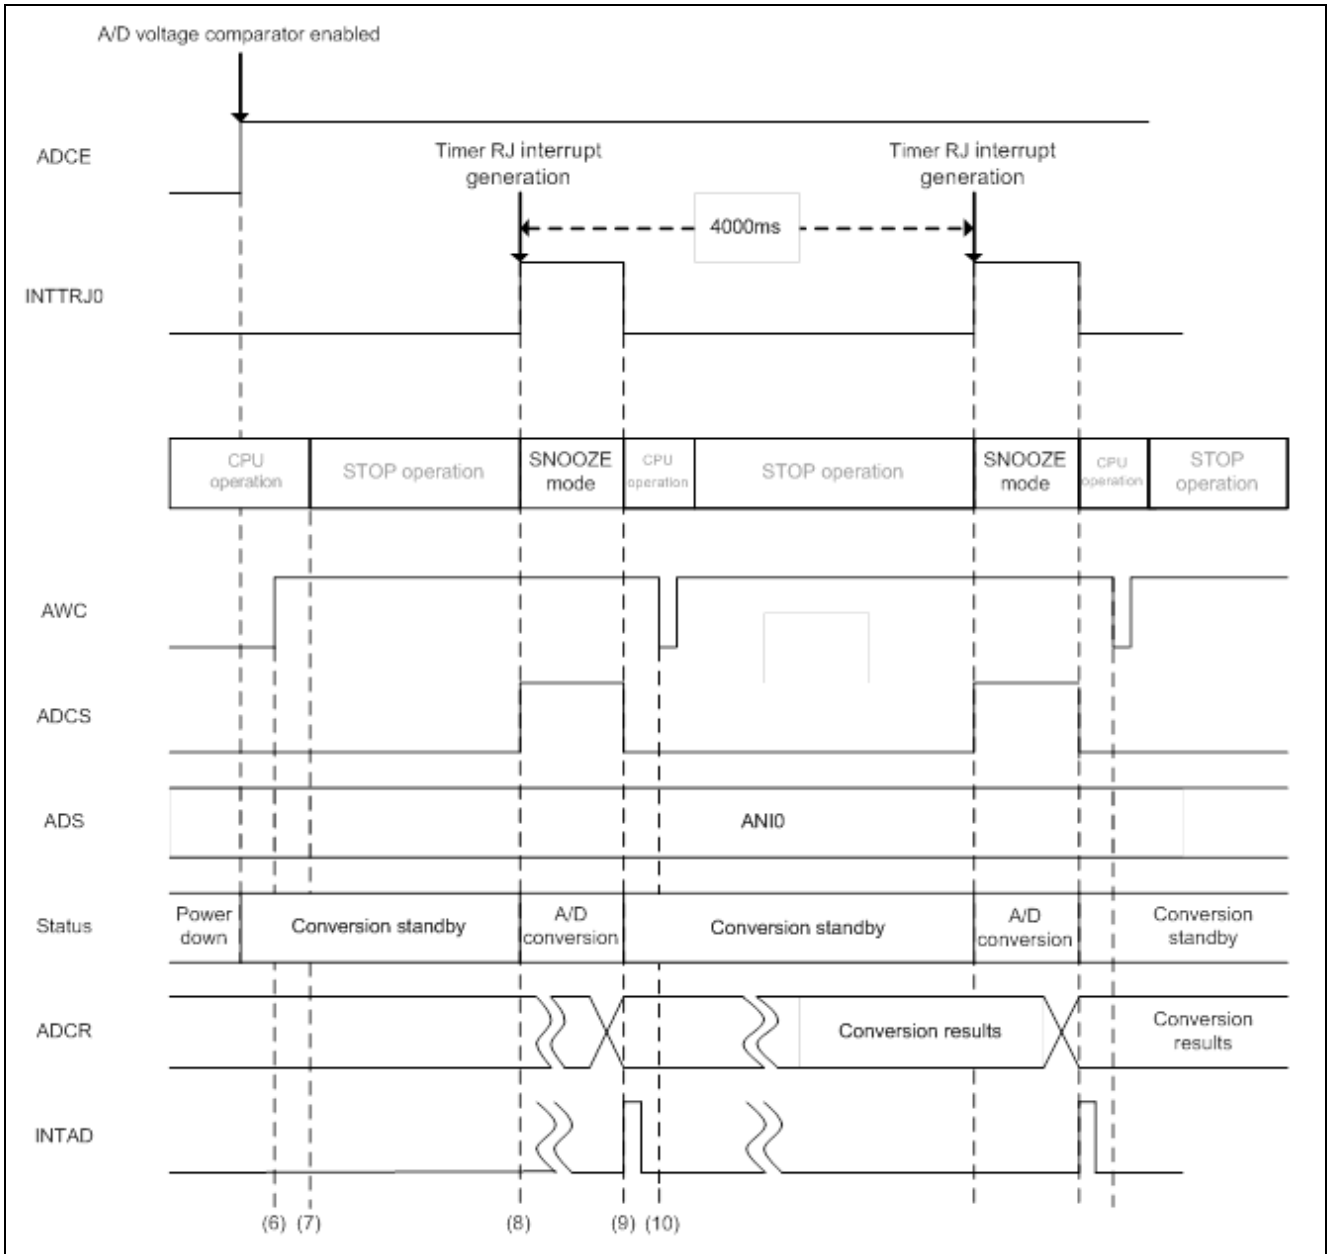 A/D voltage comparator enabled
ADCE
Timer RJ interrupt
generation
Timer RJ interrupt
generation
4000ms
INTTRJ0
CPU
operation
STOP operation
SNOOZE
mode
CPU
operation
STOP operation
SNOOZE
mode
CPU
operation
STOP
operation
AWC
ADCS
ADS
ANI0
Status
Power
down
Conversion standby
A/D
conversion
Conversion standby
A/D
conversion
Conversion
standby
ADCR
Conversion results
Conversion
results
INTAD
(6) (7) (8) (9) (10)